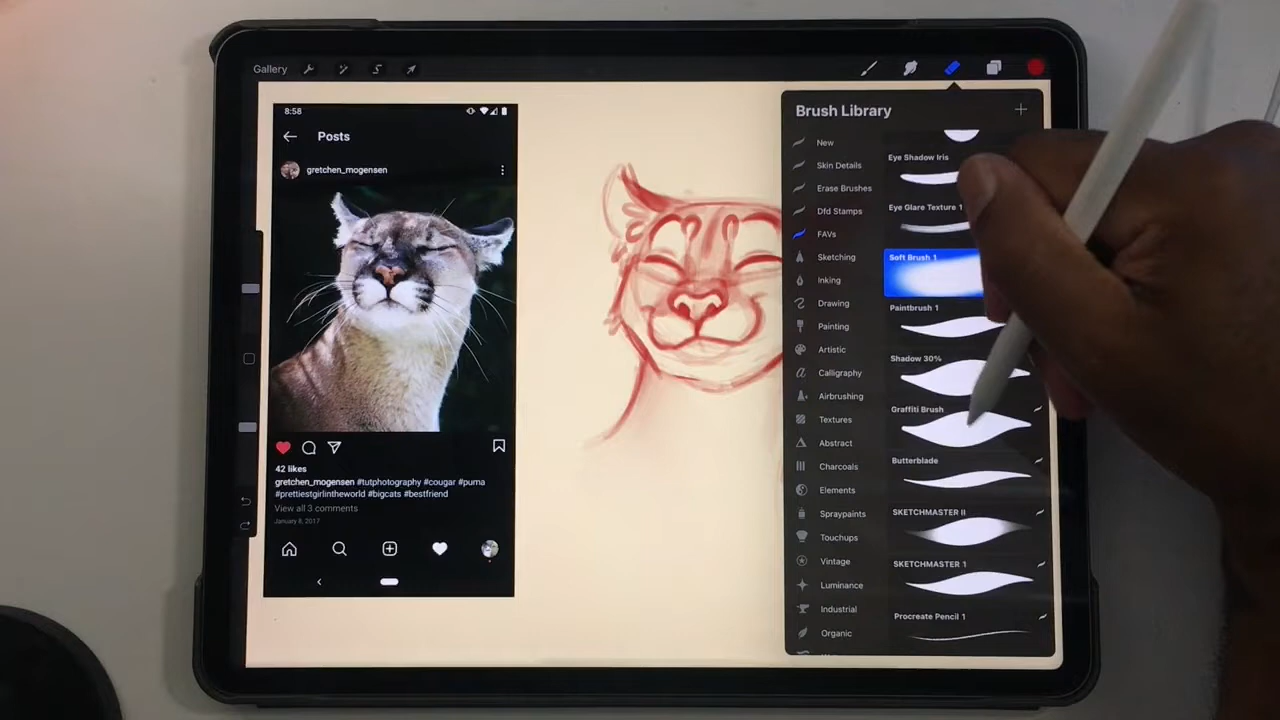 Gallery
8:58
Posts
gretchen_mogensen
42 likes
gretchen_mogensen #tutphotography #cougar #puma
#prettiestgirlintheworld #bigcats #bestfriend
View all 3 comments
January 8, 2017
Brush Library
New
Skin Details
Erase Brushes
Dfd Stamps
FAVs
Sketching
Inking
Drawing
Painting
Artistic
Calligraphy
Airbrushing
Textures
Abstract
Charcoals
Elements
Spraypaints
Touchups
Vintage
Luminance
Industrial
Organic
Eye Shadow Iris
Eye Glare Texture 1
Soft Brush 1
Paintbrush 1
Shadow 30%
Graffiti Brush
Butterblade
SKETCHMASTER II
SKETCHMASTER 1
Procreate Pencil 1